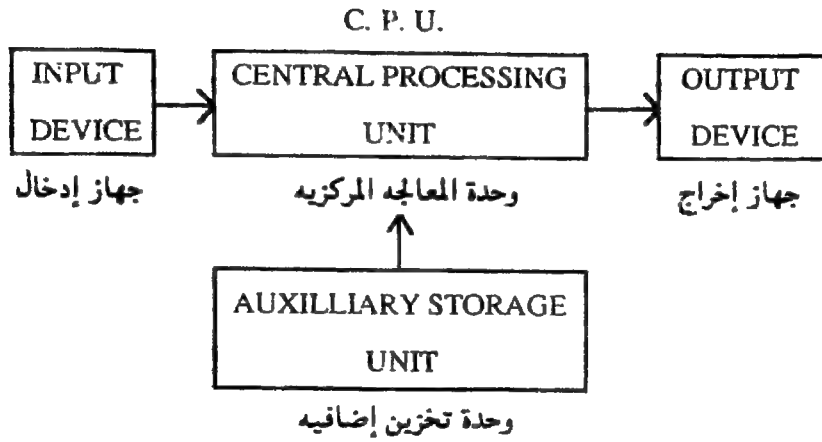 C. P. U.
INPUT
DEVICE
CENTRAL PROCESSING
UNIT
OUTPUT
DEVICE
جهاز إدخال
وحدة المعالجه المركزيه
جهاز إخراج
AUXILLIARY STORAGE
UNIT
وحدة تخزين إضافيه